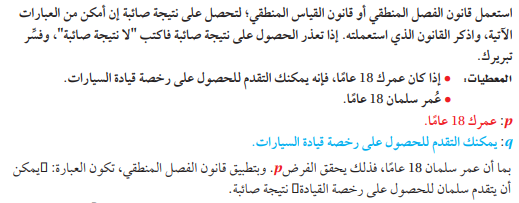 استعمل قانون الفصل المنطقي أو قانون القياس المنطقي؛ لتحصل على نتيجة صائبة إن أمكن من العبارات
الآتية، واذكر القانون الذي استعملته. إذا تعذر الحصول على نتيجة صائبة فاكتب "لا نتيجة صائبة"، وفسِّر
تبريرك.
المعطيات: • إذا كان عمرك 18 عامًا، فإنه يمكنك التقدم للحصول على رخصة قيادة السيارات.
• عُمر سلمان 18 عامًا.
p: عمرك 18 عامًا.
q: يمكنك التقدم للحصول على رخصة قيادة السيارات.
بما أن عمر سلمان 18 عامًا، فذلك يحقق الفرض p. وبتطبيق قانون الفصل المنطقي، تكون العبارة: يمكن
أن يتقدم سلمان للحصول على رخصة القيادة نتيجة صائبة.